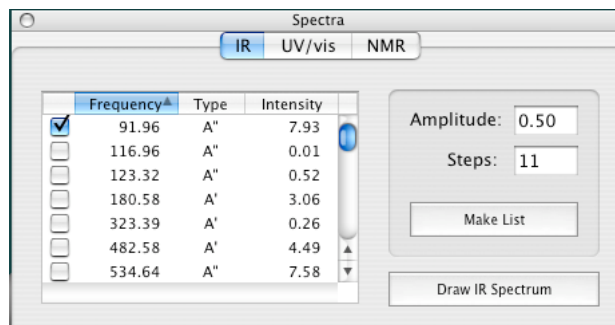 Spectra
IR UV/vis NMR
Frequency Type Intensity
91.96 A" 7.93
116.96 A" 0.01
123.32 A" 0.52
180.58 A' 3.06
323.39 A' 0.26
482.58 A' 4.49
534.64 A" 7.58
Amplitude: 0.50
Steps: 11
Make List
Draw IR Spectrum